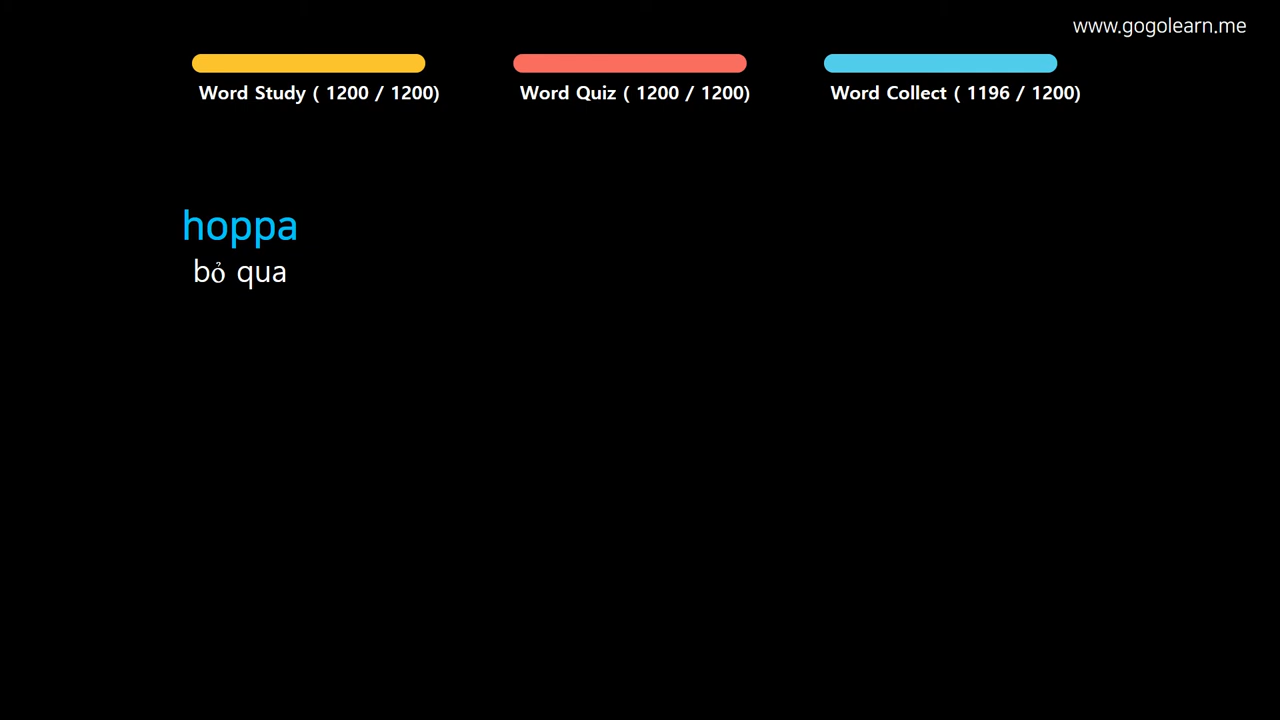 www.gogolearn.me
Word Study ( 1200 / 1200)
Word Quiz ( 1200 / 1200)
Word Collect ( 1196 / 1200)
hoppa
bỏ qua